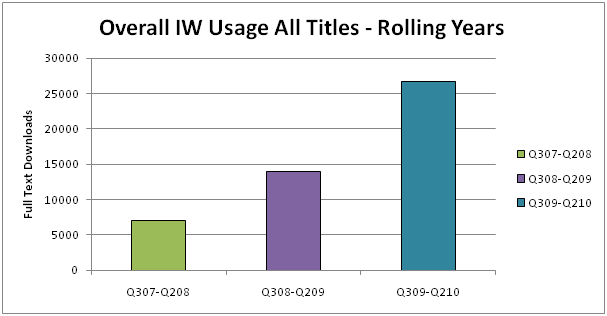 Overall IW Usage All Titles - Rolling Years
Full Text Downloads
30000
25000
20000
15000
10000
5000
0
Q307-Q208
Q308-Q209
Q309-Q210
Q307-Q208
Q308-Q209
Q309-Q210